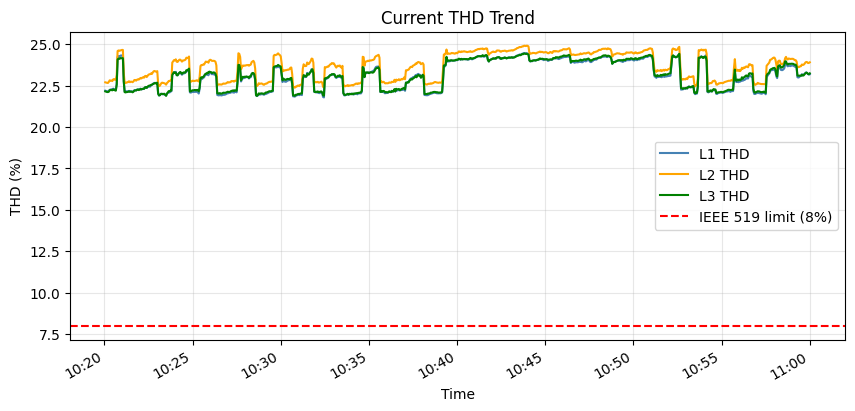 Current THD Trend
THD (%)
25.0
22.5
20.0
17.5
15.0
12.5
10.0
7.5
L1 THD
L2 THD
L3 THD
IEEE 519 limit (8%)
10:20
10:25
10:30
10:35
10:40
10:45
10:50
10:55
11:00
Time